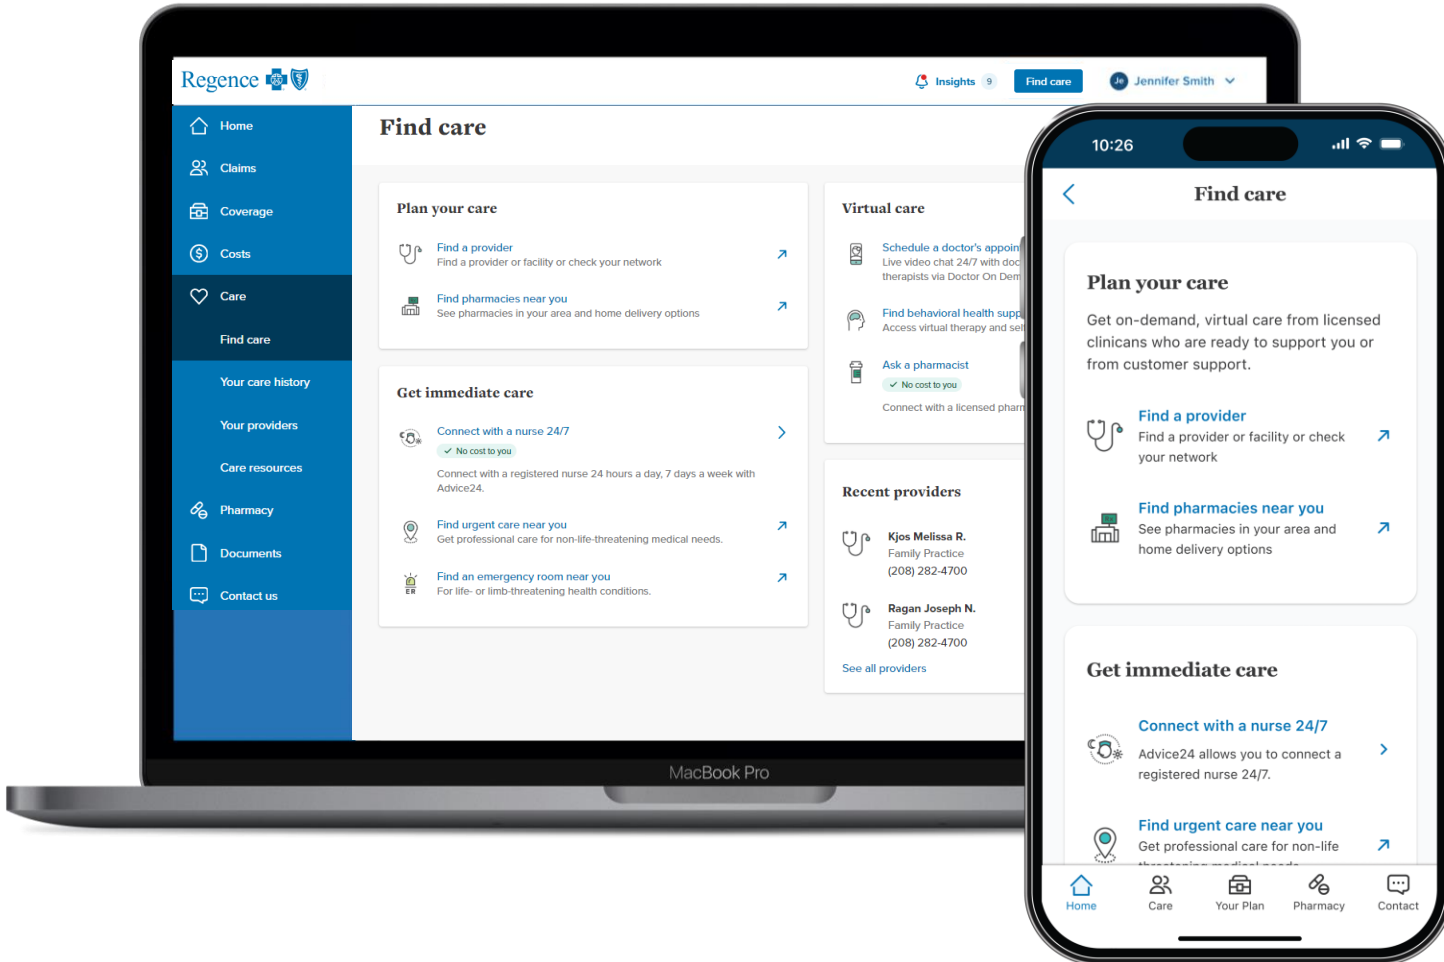 Regence
Insights 9
Find care
Je Jennifer Smith
Home
Claims
Coverage
Costs
Care
Find care
Your care history
Your providers
Care resources
Pharmacy
Documents
Contact us
Find care
Plan your care
Find a provider
Find a provider or facility or check your network
Find pharmacies near you
See pharmacies in your area and home delivery options
Get immediate care
Connect with a nurse 24/7
No cost to you
Connect with a registered nurse 24 hours a day, 7 days a week with
Advice24.
Find urgent care near you
Get professional care for non-life-threatening medical needs.
ER
Find an emergency room near you
For life- or limb-threatening health conditions.
Virtual care
Schedule a doctor's appoin
Live video chat 24/7 with doc
therapists via Doctor On Dem
Find behavioral health supp
Access virtual therapy and sel
Ask a pharmacist
No cost to you
Connect with a licensed pharm
Recent providers
Kjos Melissa R.
Family Practice
(208) 282-4700
Ragan Joseph N.
Family Practice
(208) 282-4700
See all providers
MacBook Pro
10:26
Find care
Plan your care
Get on-demand, virtual care from licensed
clinicans who are ready to support you or
from customer support.
Find a provider
Find a provider or facility or check
your network
Find pharmacies near you
See pharmacies in your area and
home delivery options
Get immediate care
Connect with a nurse 24/7
Advice24 allows you to connect a
registered nurse 24/7.
Find urgent care near you
Get professional care for non-life
threatening medical needs
Home
Care
Your Plan
Pharmacy
Contact